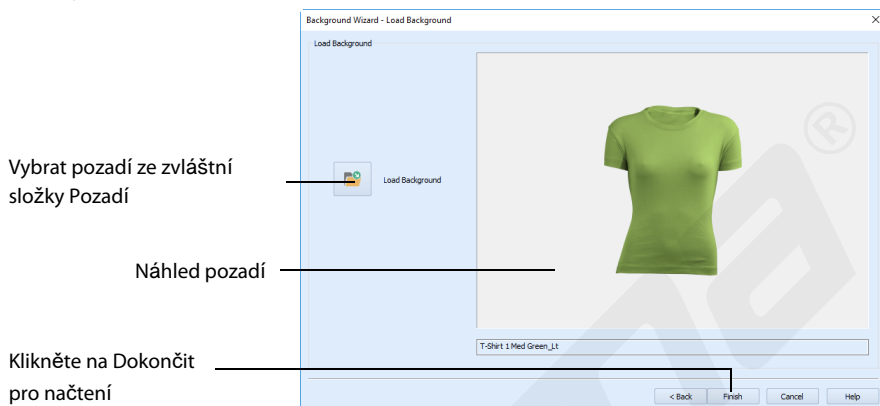 Background Wizard - Load Background
Load Background
Vybrat pozadí ze zvláštní
složky Pozadí
Load Background
Náhled pozadí
T-Shirt 1 Med Green_Lt
Klikněte na Dokončit
pro načtení
< Back Finish Cancel Help